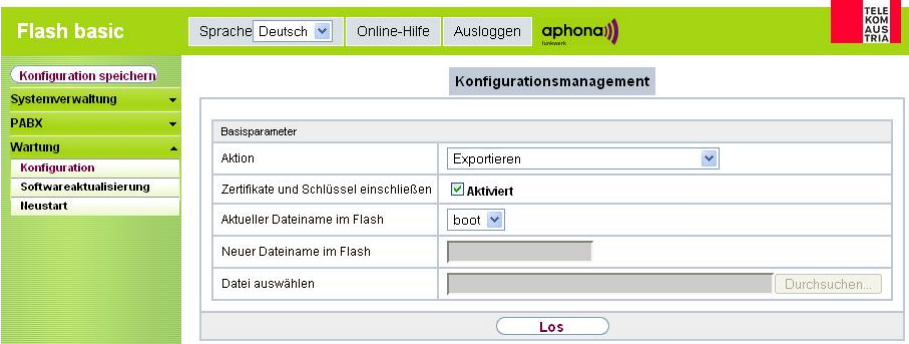 Flash basic
Sprache Deutsch Online-Hilfe Ausloggen aphona
funkwerk
TELE
KOM
AUS
TRIA
Konfiguration speichern
Systemverwaltung
PABX
Wartung
Konfiguration
Softwareaktualisierung
Neustart
Konfigurationsmanagement
Basisparameter
Aktion Exportieren
Zertifikate und Schlüssel einschließen Aktiviert
Aktueller Dateiname im Flash boot
Neuer Dateiname im Flash
Datei auswählen Durchsuchen...
Los